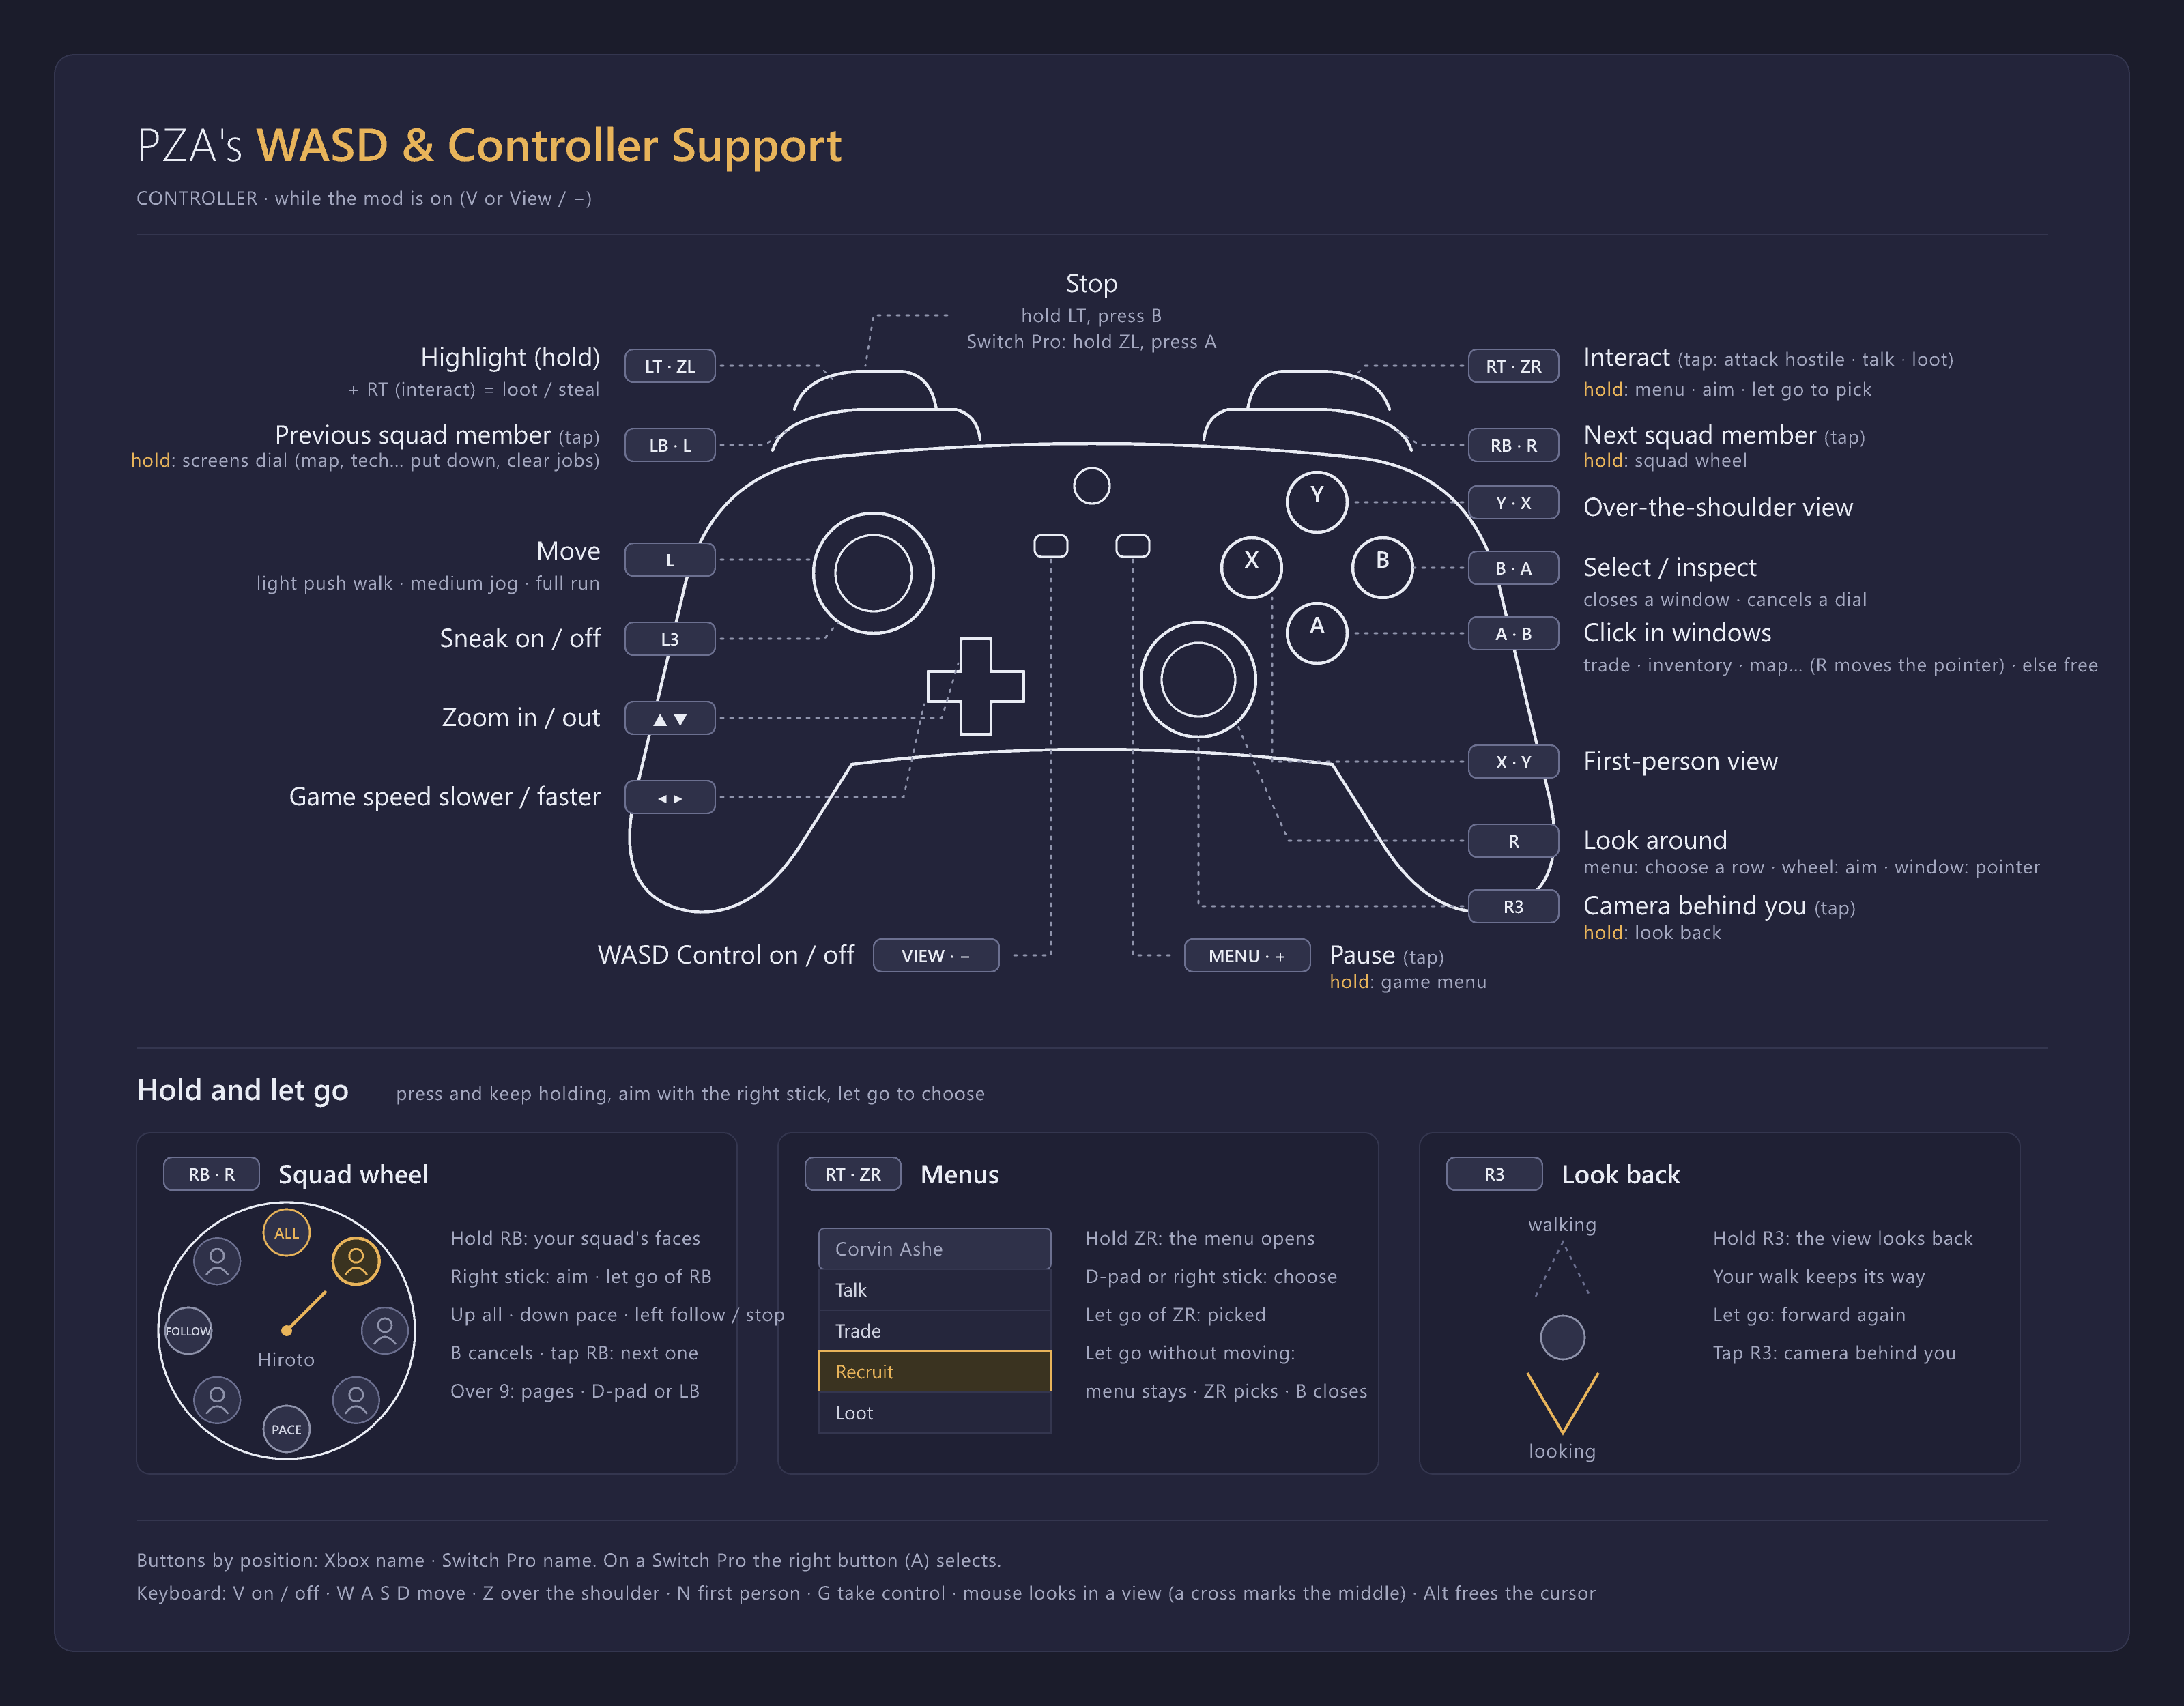 PZA's WASD & Controller Support
CONTROLLER · while the mod is on (V or View / −)
Stop
hold LT, press B
Switch Pro: hold ZL, press A
Highlight (hold)
+ RT (interact) = loot / steal
LT · ZL
Previous squad member (tap)
hold: screens dial (map, tech... put down, clear jobs)
LB · L
Move
light push walk · medium jog · full run
L
Sneak on / off
L3
Zoom in / out
▲ ▼
Game speed slower / faster
◂ ▸
WASD Control on / off
VIEW · −
Y
X
B
A
RT · ZR
Interact (tap: attack hostile · talk · loot)
hold: menu · aim · let go to pick
RB · R
Next squad member (tap)
hold: squad wheel
Y · X
Over-the-shoulder view
B · A
Select / inspect
closes a window · cancels a dial
A · B
Click in windows
trade · inventory · map... (R moves the pointer) · else free
X · Y
First-person view
R
Look around
menu: choose a row · wheel: aim · window: pointer
R3
Camera behind you (tap)
hold: look back
MENU · +
Pause (tap)
hold: game menu
Hold and let go
press and keep holding, aim with the right stick, let go to choose
RB · R
Squad wheel
ALL
FOLLOW
Hiroto
PACE
Hold RB: your squad's faces
Right stick: aim · let go of RB
Up all · down pace · left follow / stop
B cancels · tap RB: next one
Over 9: pages · D-pad or LB
RT · ZR
Menus
Corvin Ashe
Talk
Trade
Recruit
Loot
Hold ZR: the menu opens
D-pad or right stick: choose
Let go of ZR: picked
Let go without moving:
menu stays · ZR picks · B closes
R3
Look back
walking
looking
Hold R3: the view looks back
Your walk keeps its way
Let go: forward again
Tap R3: camera behind you
Buttons by position: Xbox name · Switch Pro name. On a Switch Pro the right button (A) selects.
Keyboard: V on / off · W A S D move · Z over the shoulder · N first person · G take control · mouse looks in a view (a cross marks the middle) · Alt frees the cursor